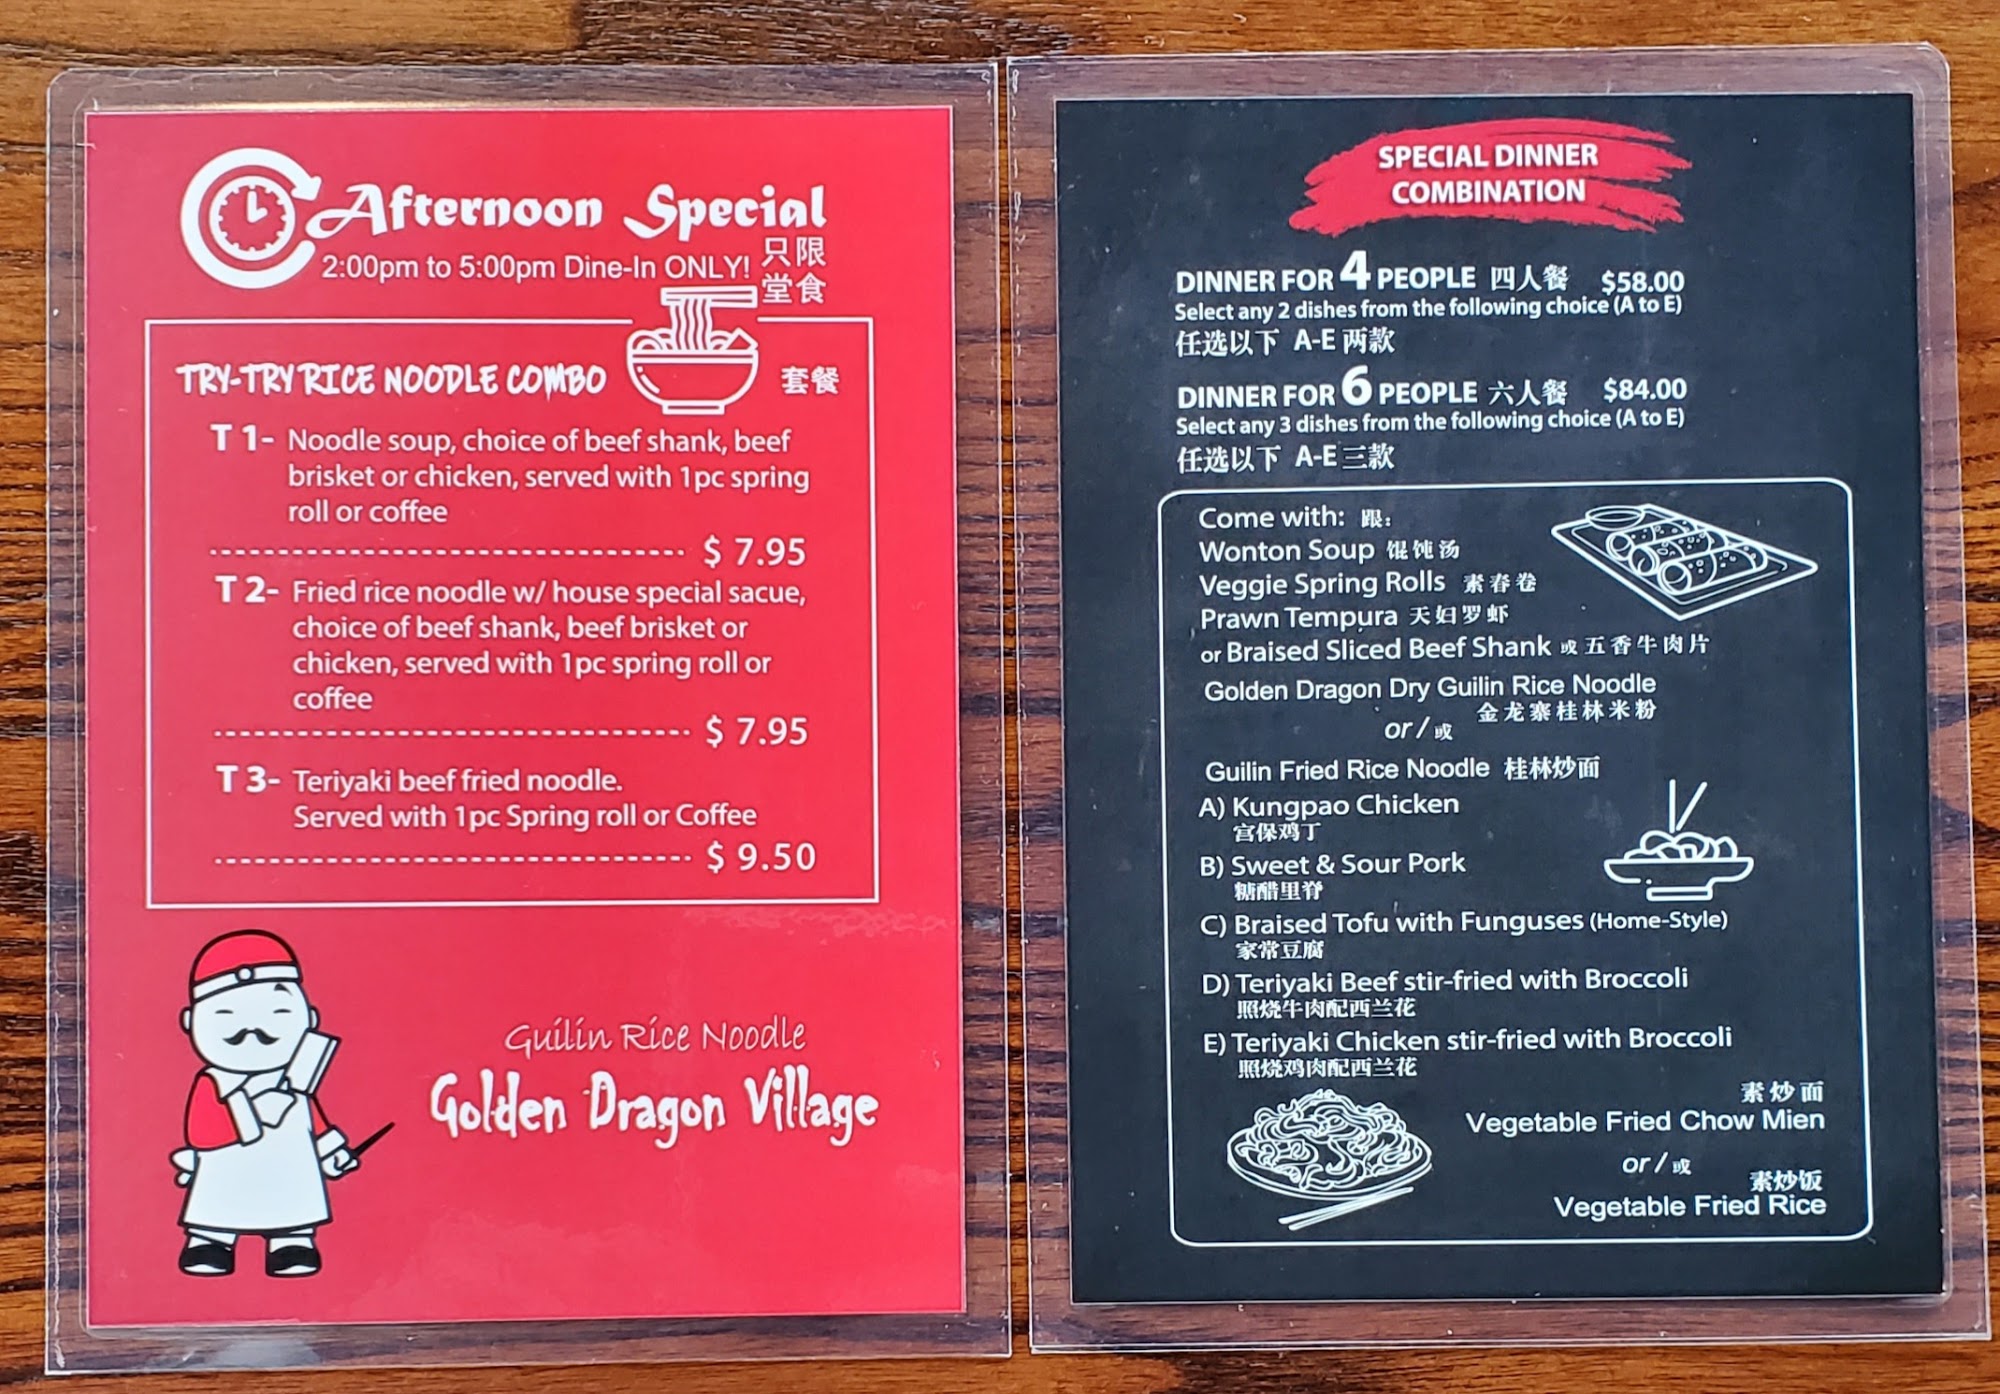 Afternoon Special
2:00pm to 5:00pm Dine-In ONLY! 只限
堂食
TRY-TRY RICE NOODLE COMBO 套餐
T 1- Noodle soup, choice of beef shank, beef
brisket or chicken, served with 1pc spring
roll or coffee
$ 7.95
T 2- Fried rice noodle w/ house special sacue,
choice of beef shank, beef brisket or
chicken, served with 1pc spring roll or
coffee
$ 7.95
T 3- Teriyaki beef fried noodle.
Served with 1pc Spring roll or Coffee
$ 9.50
Guilin Rice Noodle
Golden Dragon Village
SPECIAL DINNER
COMBINATION
DINNER FOR 4 PEOPLE 四人餐 $58.00
Select any 2 dishes from the following choice (A to E)
任选以下 A-E 两款
DINNER FOR 6 PEOPLE 六人餐 $84.00
Select any 3 dishes from the following choice (A to E)
任选以下 A-E 三款
Come with: 跟:
Wonton Soup 馄饨汤
Veggie Spring Rolls 素春卷
Prawn Tempura 天妇罗虾
or Braised Sliced Beef Shank 或五香牛肉片
Golden Dragon Dry Guilin Rice Noodle
金龙寨桂林米粉
or / 或
Guilin Fried Rice Noodle 桂林炒面
A) Kungpao Chicken
宫保鸡丁
B) Sweet & Sour Pork
糖醋里脊
C) Braised Tofu with Funguses (Home-Style)
家常豆腐
D) Teriyaki Beef stir-fried with Broccoli
照烧牛肉配西兰花
E) Teriyaki Chicken stir-fried with Broccoli
照烧鸡肉配西兰花
素炒面
Vegetable Fried Chow Mien
or / 或
素炒饭
Vegetable Fried Rice